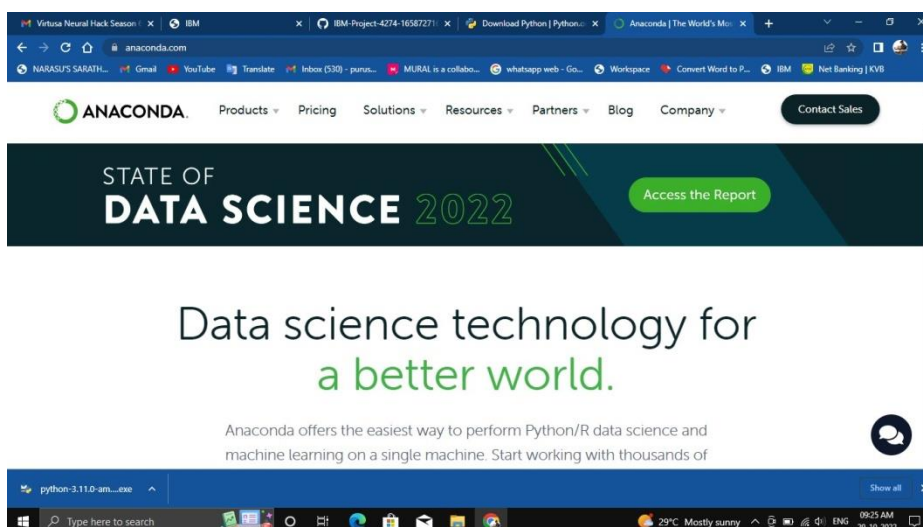 Virtusa Neural Hack Season
IBM
IBM-Project-4274-1658727
Download Python | Python.o
Anaconda | The World's Mos
anaconda.com
NARASU'S SARATH...
Gmail
YouTube
Translate
Inbox (530) - purus...
MURAL is a collabo...
whatsapp web - Go...
Workspace
Convert Word to P...
IBM
Net Banking | KVB
ANACONDA.
Products
Pricing
Solutions
Resources
Partners
Blog
Company
Contact Sales
STATE OF
DATA SCIENCE 2022
Access the Report
Data science technology for
a better world.
Anaconda offers the easiest way to perform Python/R data science and
machine learning on a single machine. Start working with thousands of
python-3.11.0-am....exe
Show all
Type here to search
29°C Mostly sunny
ENG
09:25 AM